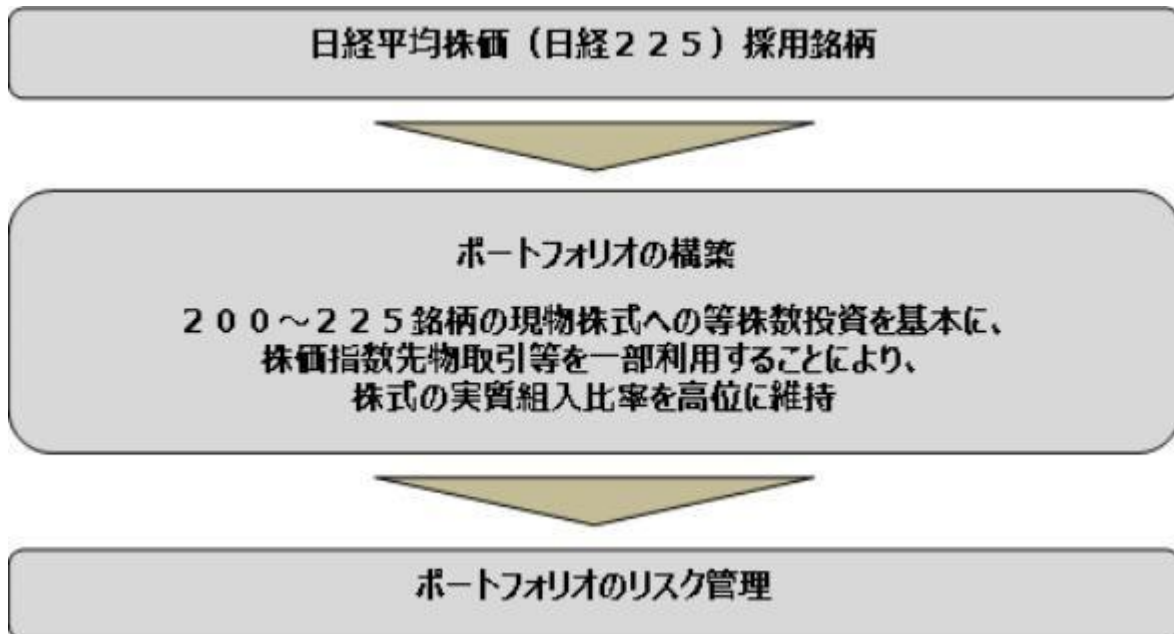 日経平均株価（日経２２５）採用銘柄
ポートフォリオの構築
２００～２２５銘柄の現物株式への等株数投資を基本に、
株価指数先物取引等を一部利用することにより、
株式の実質組入比率を高位に維持
ポートフォリオのリスク管理